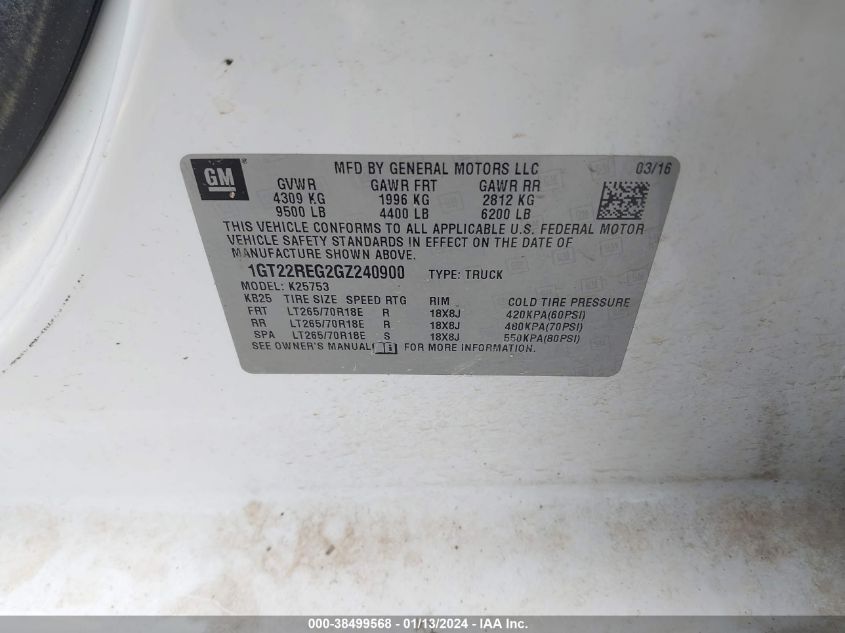 GM
MFD BY GENERAL MOTORS LLC 03/16
GVWR GAWR FRT GAWR RR
4309 KG 1996 KG 2812 KG
9500 LB 4400 LB 6200 LB
THIS VEHICLE CONFORMS TO ALL APPLICABLE U.S. FEDERAL MOTOR
VEHICLE SAFETY STANDARDS IN EFFECT ON THE DATE OF
MANUFACTURE SHOWN ABOVE.
1GT22REG2GZ240900 TYPE: TRUCK
MODEL: K25753
KB25 TIRE SIZE SPEED RTG RIM COLD TIRE PRESSURE
FRT LT265/70R18E R 18X8J 420KPA(60PSI)
RR LT265/70R18E R 18X8J 480KPA(70PSI)
SPA LT265/70R18E S 18X8J 550KPA(80PSI)
SEE OWNER'S MANUAL FOR MORE INFORMATION.
000-38499568 - 01/13/2024 - IAA Inc.